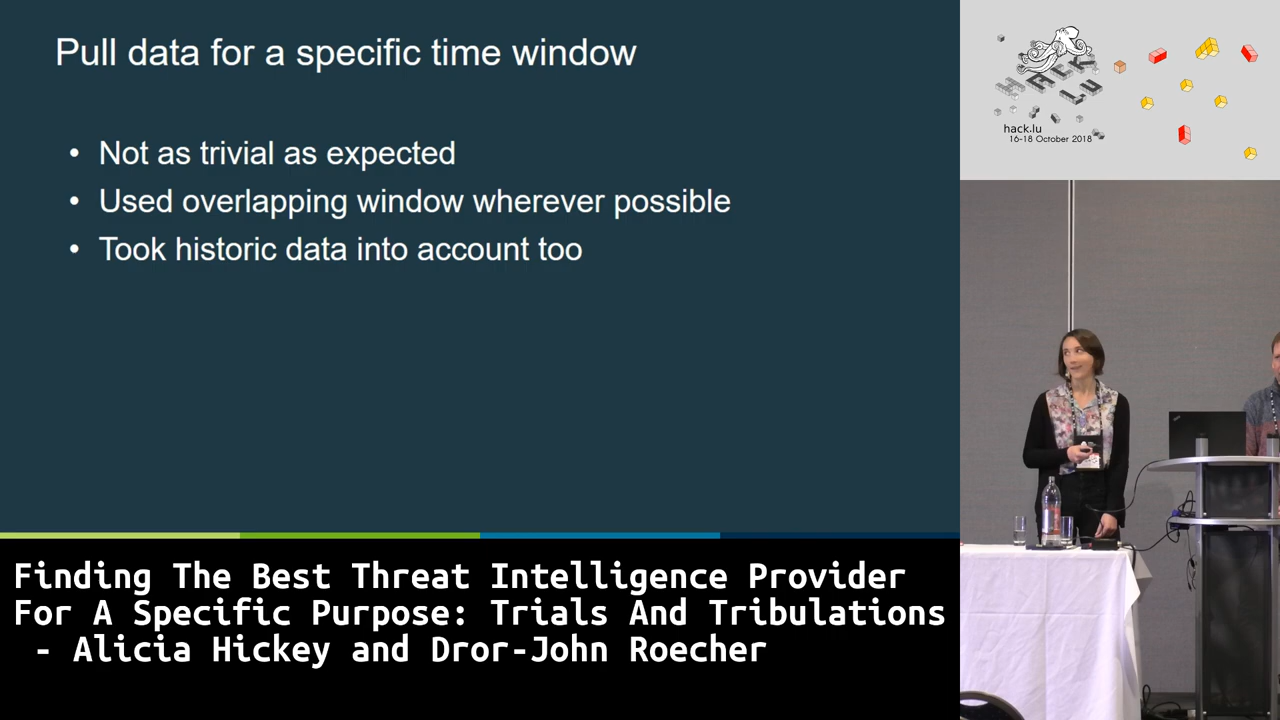 Pull data for a specific time window
• Not as trivial as expected
• Used overlapping window wherever possible
• Took historic data into account too
HACK
LU
hack.lu
16-18 October 2018
Finding The Best Threat Intelligence Provider
For A Specific Purpose: Trials And Tribulations
- Alicia Hickey and Dror-John Roecher